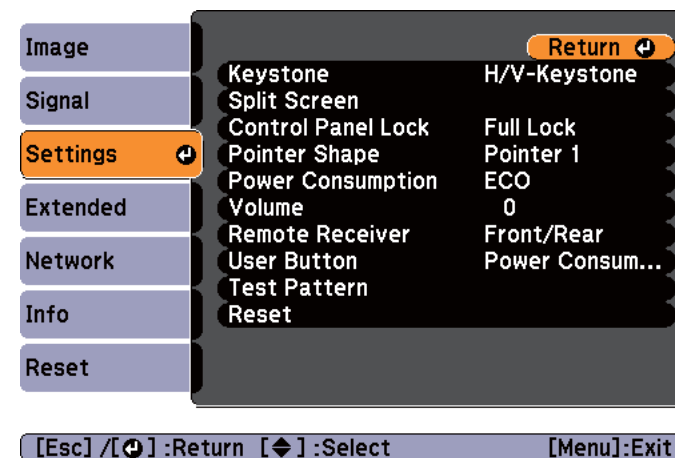 Image
Signal
Settings
Extended
Network
Info
Reset
Return
Keystone H/V-Keystone
Split Screen
Control Panel Lock Full Lock
Pointer Shape Pointer 1
Power Consumption ECO
Volume 0
Remote Receiver Front/Rear
User Button Power Consum...
Test Pattern
Reset
[Esc] /[⏎] :Return [◆] :Select [Menu]:Exit